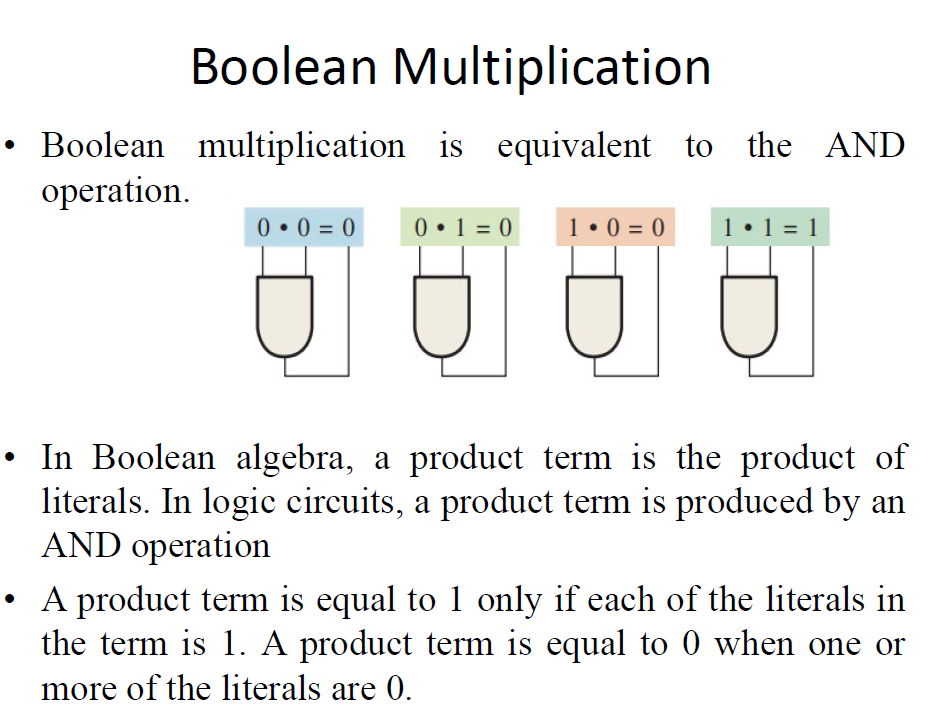 Boolean Multiplication
• Boolean multiplication is equivalent to the AND
operation.
0 • 0 = 0 0 • 1 = 0 1 • 0 = 0 1 • 1 = 1
• In Boolean algebra, a product term is the product of
literals. In logic circuits, a product term is produced by an
AND operation
• A product term is equal to 1 only if each of the literals in
the term is 1. A product term is equal to 0 when one or
more of the literals are 0.